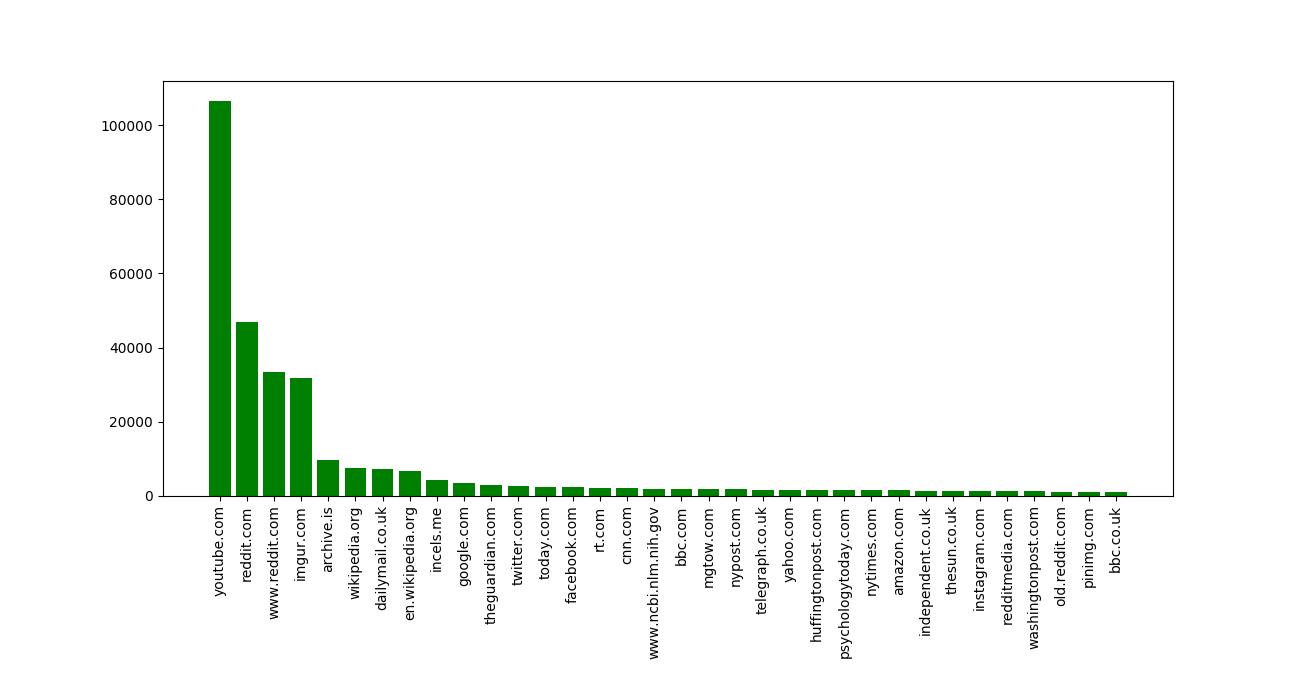 100000
80000
60000
40000
20000
0
youtube.com
reddit.com
www.reddit.com
imgur.com
archive.is
wikipedia.org
dailymail.co.uk
en.wikipedia.org
incels.me
google.com
theguardian.com
twitter.com
today.com
facebook.com
rt.com
cnn.com
www.ncbi.nlm.nih.gov
bbc.com
mgtow.com
nypost.com
telegraph.co.uk
yahoo.com
huffingtonpost.com
psychologytoday.com
nytimes.com
amazon.com
independent.co.uk
thesun.co.uk
instagram.com
redditmedia.com
washingtonpost.com
old.reddit.com
pinimg.com
bbc.co.uk